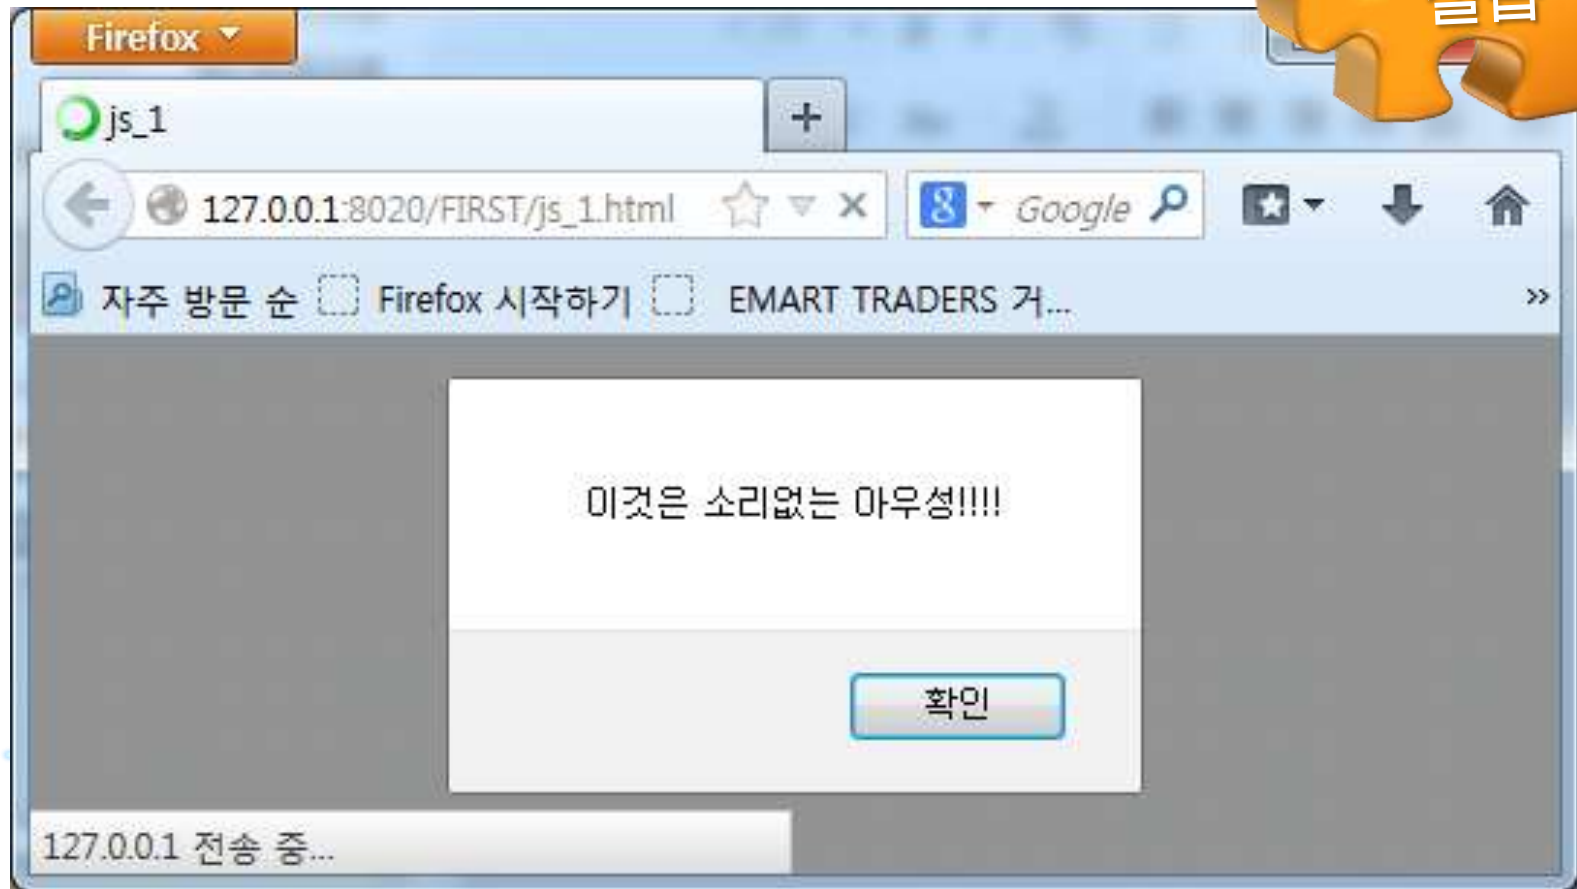 Firefox
js_1
127.0.0.1:8020/FIRST/js_1.html
Google
자주 방문 순 Firefox 시작하기 EMART TRADERS 거...
이것은 소리없는 아우성!!!!
확인
127.0.0.1 전송 중...